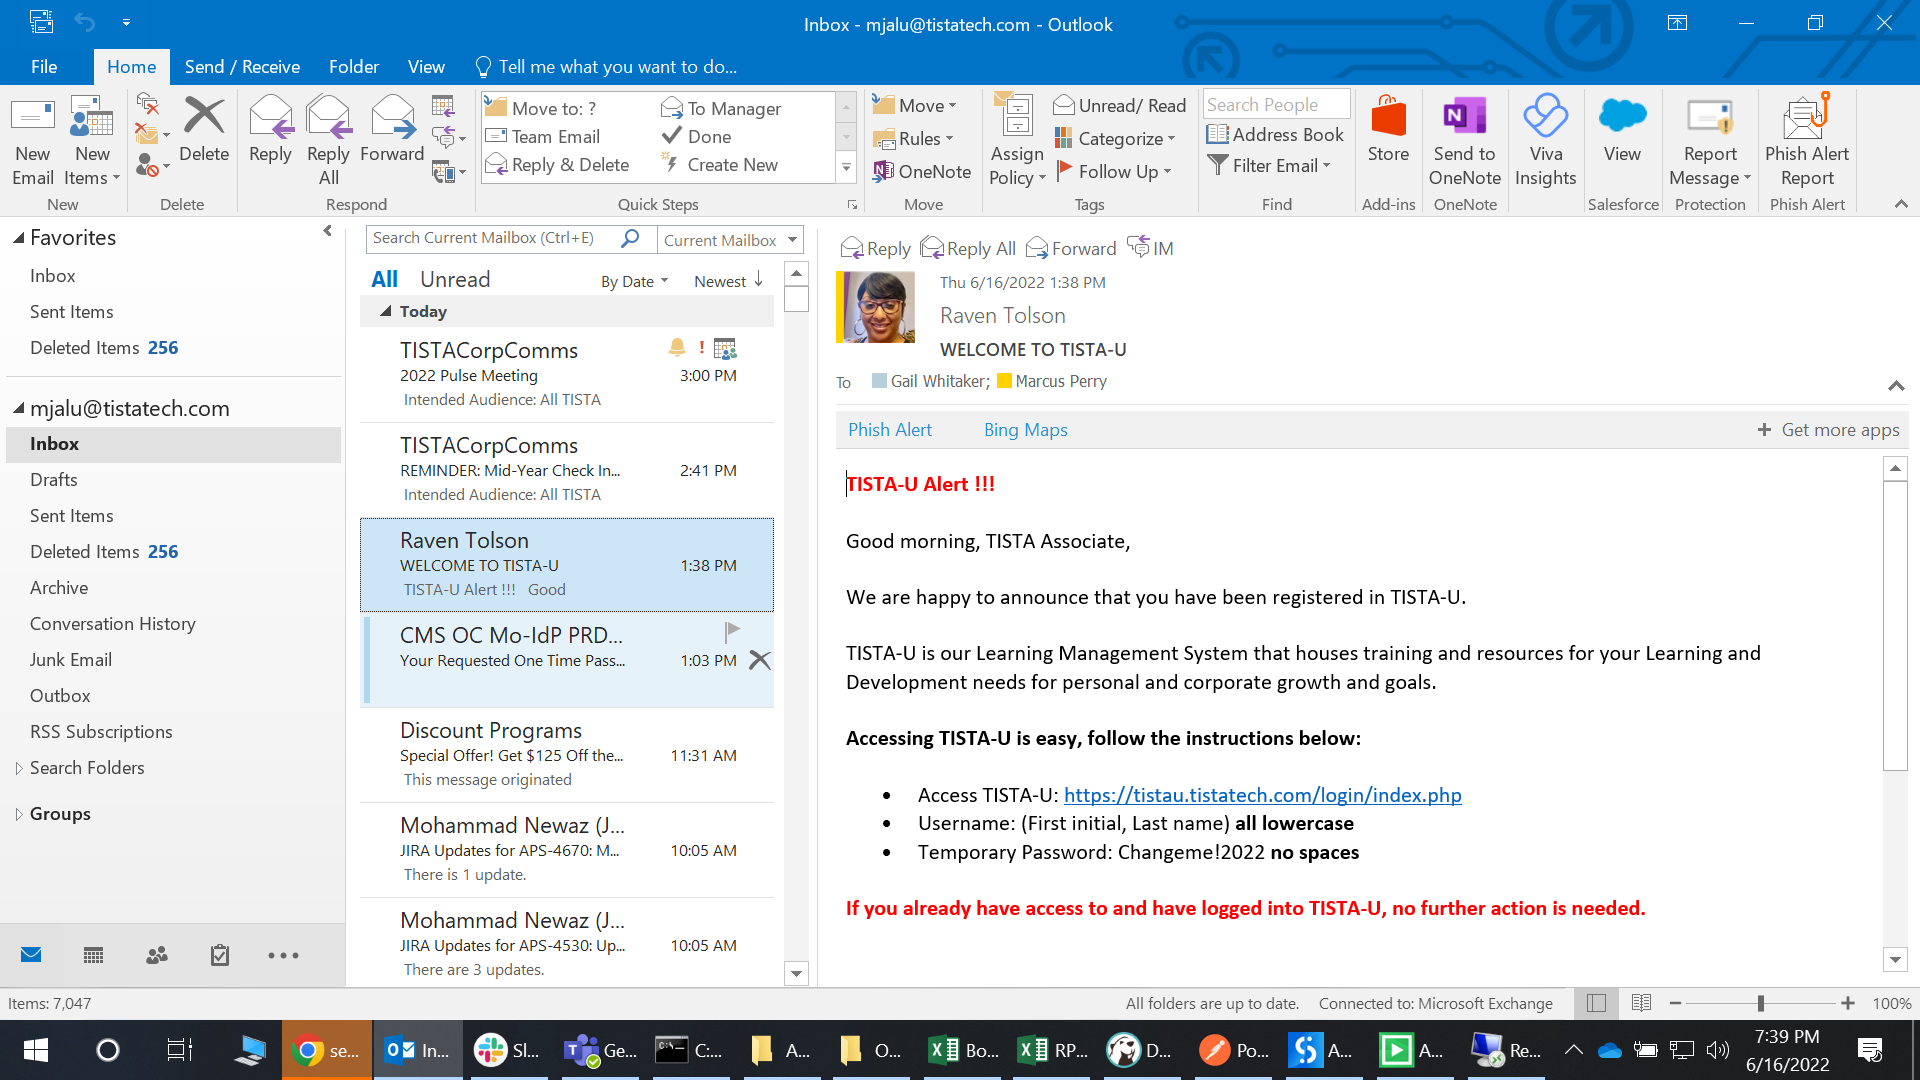 Inbox - mjalu@tistatech.com - Outlook
File
Home
Send / Receive
Folder
View
Tell me what you want to do...
New Email
New Items
Delete
Reply
Reply All
Forward
Move to: ?
To Manager
Team Email
Done
Reply & Delete
Create New
Move
Rules
OneNote
Assign Policy
Unread/ Read
Categorize
Follow Up
Search People
Address Book
Filter Email
Store
Send to OneNote
Viva Insights
View
Report Message
Phish Alert Report
New
Delete
Respond
Quick Steps
Move
Tags
Find
Add-ins
OneNote
Salesforce
Protection
Phish Alert
Favorites
Inbox
Sent Items
Deleted Items 256
mjalu@tistatech.com
Inbox
Drafts
Sent Items
Deleted Items 256
Archive
Conversation History
Junk Email
Outbox
RSS Subscriptions
Search Folders
Groups
Search Current Mailbox (Ctrl+E)
Current Mailbox
All
Unread
By Date
Newest
Today
TISTACorpComms
2022 Pulse Meeting 3:00 PM
Intended Audience: All TISTA
TISTACorpComms
REMINDER: Mid-Year Check In... 2:41 PM
Intended Audience: All TISTA
Raven Tolson
WELCOME TO TISTA-U 1:38 PM
TISTA-U Alert !!! Good
CMS OC Mo-IdP PRD...
Your Requested One Time Pass... 1:03 PM
Discount Programs
Special Offer! Get $125 Off the... 11:31 AM
This message originated
Mohammad Newaz (J...
JIRA Updates for APS-4670: M... 10:05 AM
There is 1 update.
Mohammad Newaz (J...
JIRA Updates for APS-4530: Up... 10:05 AM
There are 3 updates.
Reply
Reply All
Forward
IM
Thu 6/16/2022 1:38 PM
Raven Tolson
WELCOME TO TISTA-U
To Gail Whitaker; Marcus Perry
Phish Alert
Bing Maps
+ Get more apps
TISTA-U Alert !!!
Good morning, TISTA Associate,
We are happy to announce that you have been registered in TISTA-U.
TISTA-U is our Learning Management System that houses training and resources for your Learning and
Development needs for personal and corporate growth and goals.
Accessing TISTA-U is easy, follow the instructions below:
• Access TISTA-U: https://tistau.tistatech.com/login/index.php
• Username: (First initial, Last name) all lowercase
• Temporary Password: Changeme!2022 no spaces
If you already have access to and have logged into TISTA-U, no further action is needed.
Items: 7,047
All folders are up to date.
Connected to: Microsoft Exchange
100%
se...
In...
Sl...
Ge...
C:...
A...
O...
Bo...
RP...
D...
Po...
A...
A...
Re...
7:39 PM
6/16/2022